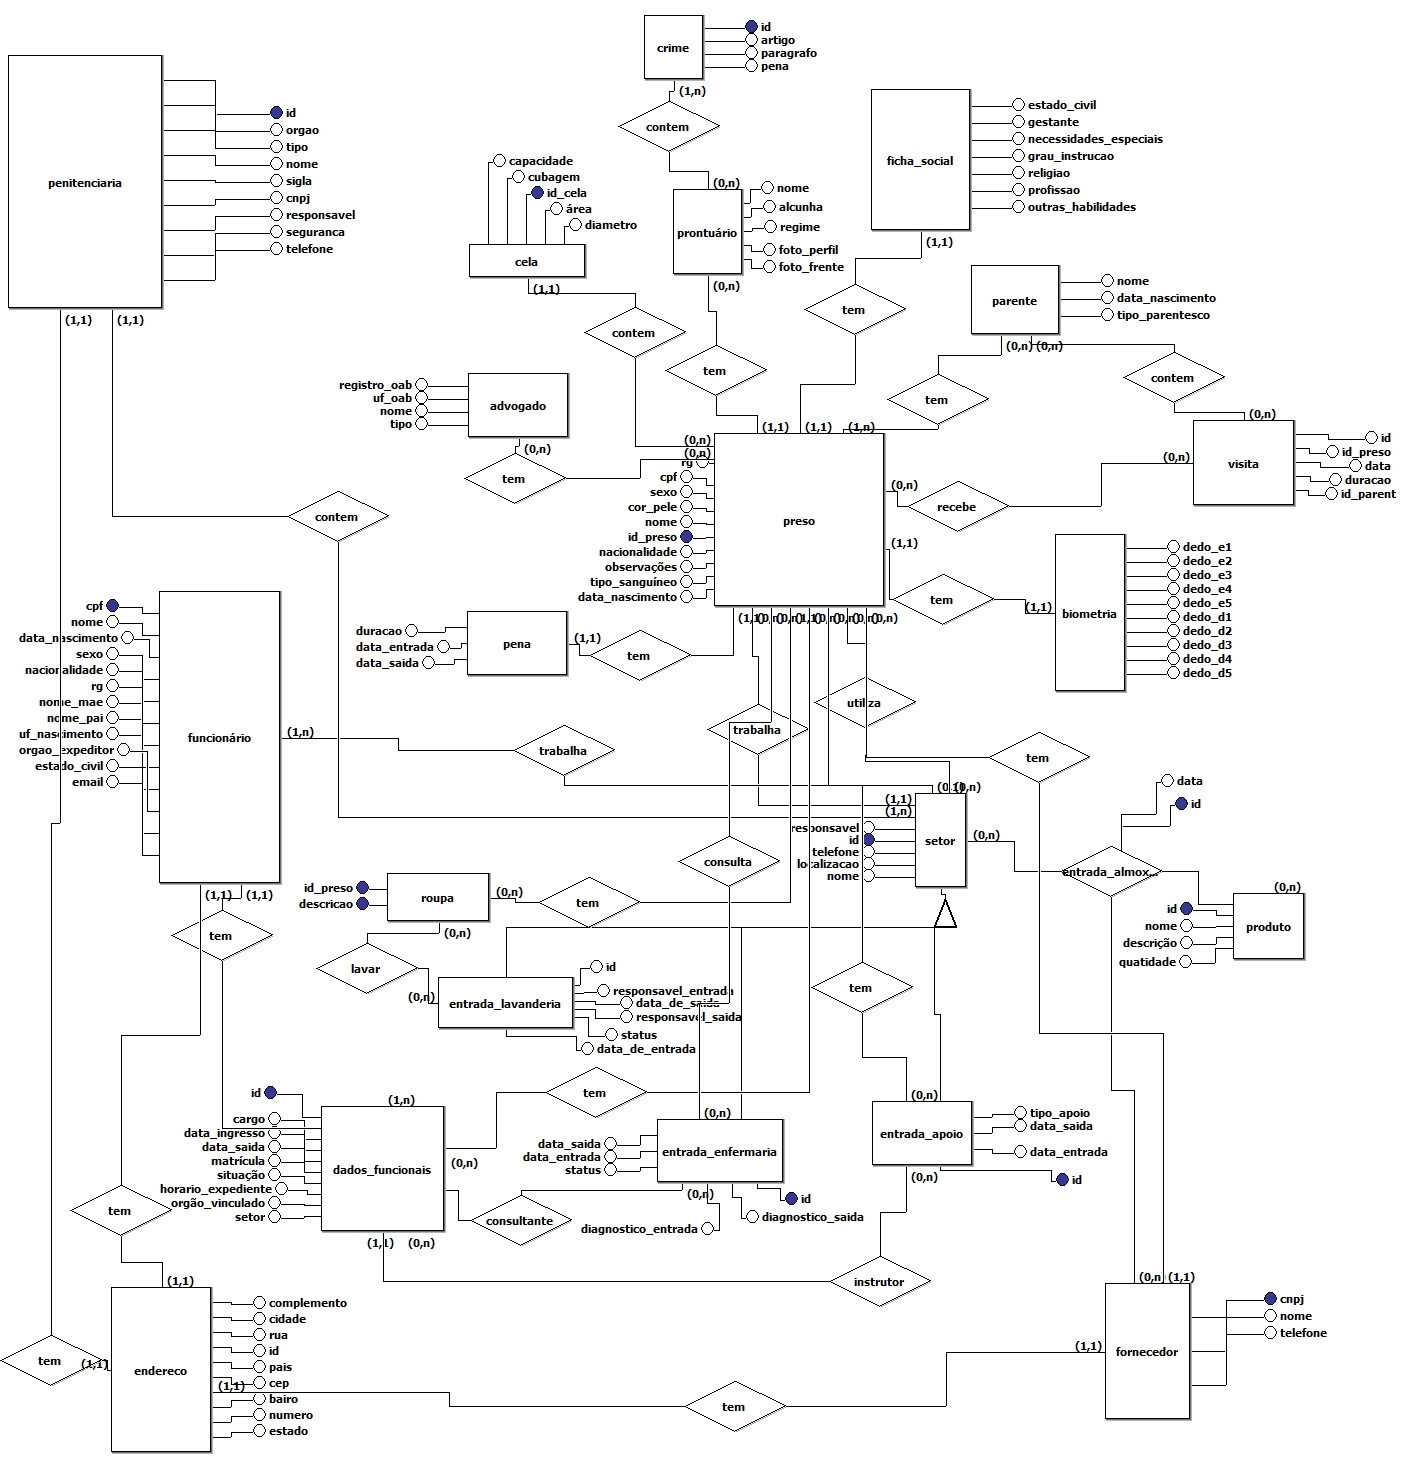 crime
id
artigo
paragrafo
pena
(1,n)
contem
penitenciaria
id
orgao
tipo
nome
sigla
cnpj
responsavel
seguranca
telefone
(1,1)
(1,1)
ficha_social
estado_civil
gestante
necessidades_especiais
grau_instrucao
religiao
profissao
outras_habilidades
(1,1)
capacidade
cubagem
id_cela
área
diametro
cela
(1,1)
contem
(0,n)
prontuário
nome
alcunha
regime
foto_perfil
foto_frente
(0,n)
tem
tem
parente
nome
data_nascimento
tipo_parentesco
(0,n)
(0,n)
tem
contem
registro_oab
uf_oab
nome
tipo
advogado
(0,n)
tem
(1,1)
(1,1)
(1,n)
(0,n)
(0,n)
rg
cpf
sexo
cor_pele
nome
id_preso
nacionalidade
observações
tipo_sanguíneo
data_nascimento
preso
(0,n)
recebe
(0,n)
(0,n)
visita
id
id_preso
data
duracao
id_parent
(1,1)
tem
(1,1)
biometria
dedo_e1
dedo_e2
dedo_e3
dedo_e4
dedo_e5
dedo_d1
dedo_d2
dedo_d3
dedo_d4
dedo_d5
contem
cpf
nome
data_nascimento
sexo
nacionalidade
rg
nome_mae
nome_pai
uf_nascimento
orgao_expeditor
estado_civil
email
funcionário
(1,n)
(1,1)
(1,1)
duracao
data_entrada
data_saida
pena
(1,1)
tem
(0,n)
trabalha
trabalha
utiliza
tem
(0,n)
(1,1)
(1,n)
responsavel
id
telefone
localizacao
nome
setor
(0,n)
data
id
entrada_almox...
(0,n)
id
nome
descrição
quatidade
produto
consulta
id_preso
descricao
roupa
(0,n)
tem
(0,n)
tem
lavar
(0,n)
entrada_lavanderia
id
responsavel_entrada
data_de_saida
responsavel_saida
status
data_de_entrada
tem
id
cargo
data_ingresso
data_saida
matrícula
situação
horario_expediente
orgão_vinculado
setor
(1,n)
dados_funcionais
(0,n)
(1,1)
(0,n)
tem
consultante
(0,n)
data_saida
data_entrada
status
entrada_enfermaria
(0,n)
id
diagnostico_saida
diagnostico_entrada
(0,n)
entrada_apoio
tipo_apoio
data_saida
data_entrada
id
(0,n)
instrutor
tem
(1,1)
tem
(1,1)
endereco
complemento
cidade
rua
id
pais
cep
bairo
numero
estado
(1,1)
tem
(1,1)
(0,n
(1,1)
fornecedor
cnpj
nome
telefone